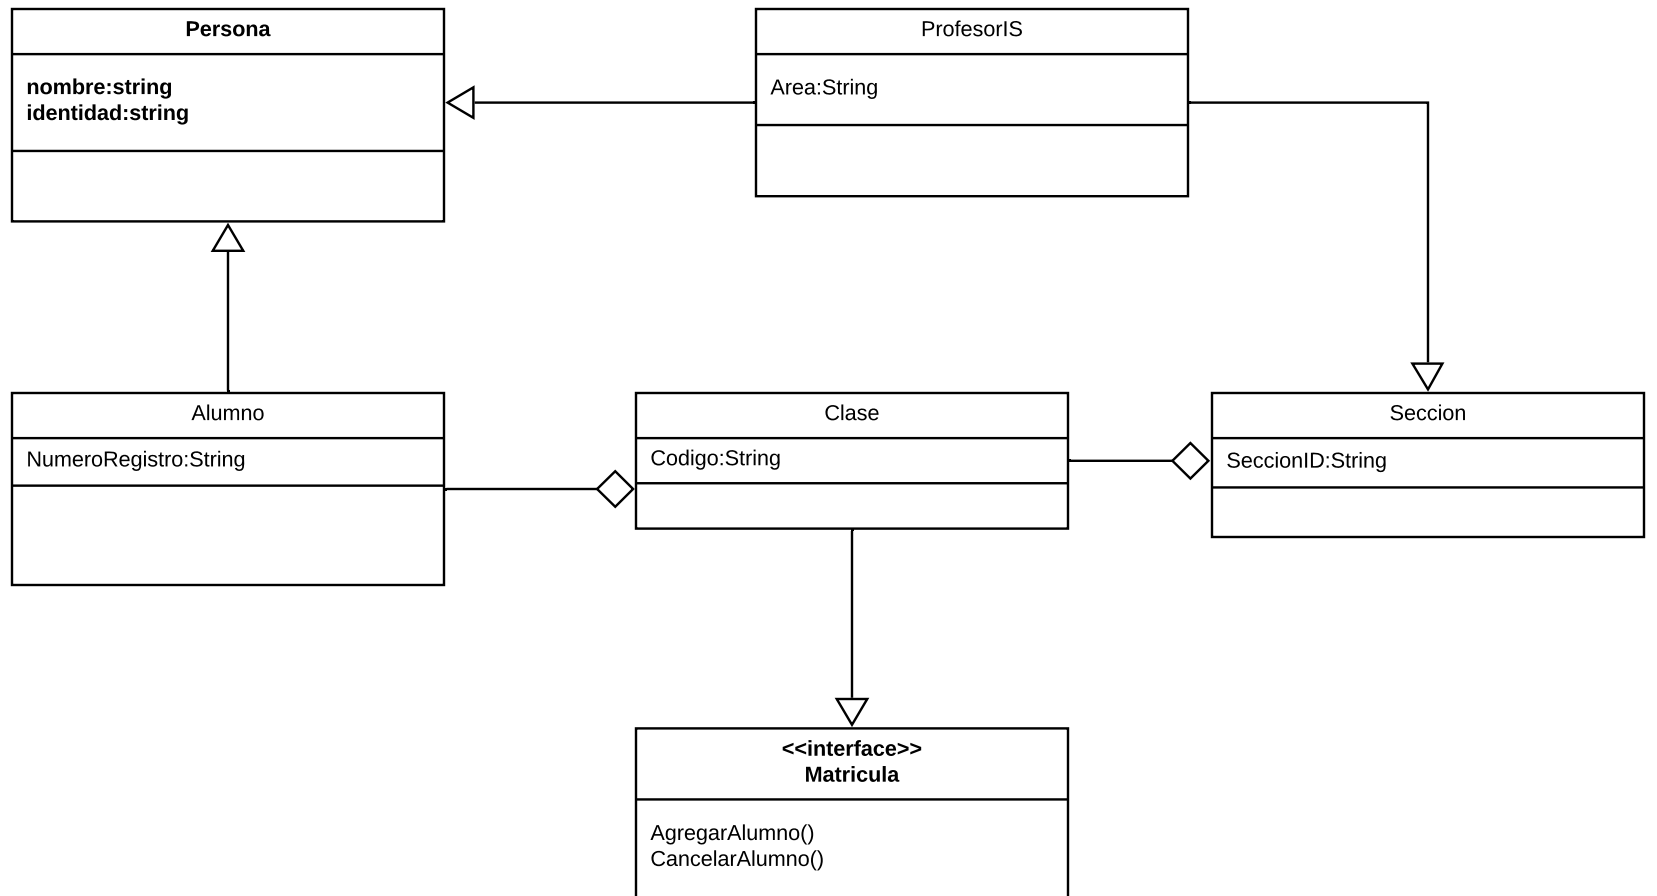 Persona
nombre:string
identidad:string
ProfesorIS
Area:String
Alumno
NumeroRegistro:String
Clase
Codigo:String
Seccion
SeccionID:String
<<interface>>
Matricula
AgregarAlumno()
CancelarAlumno()